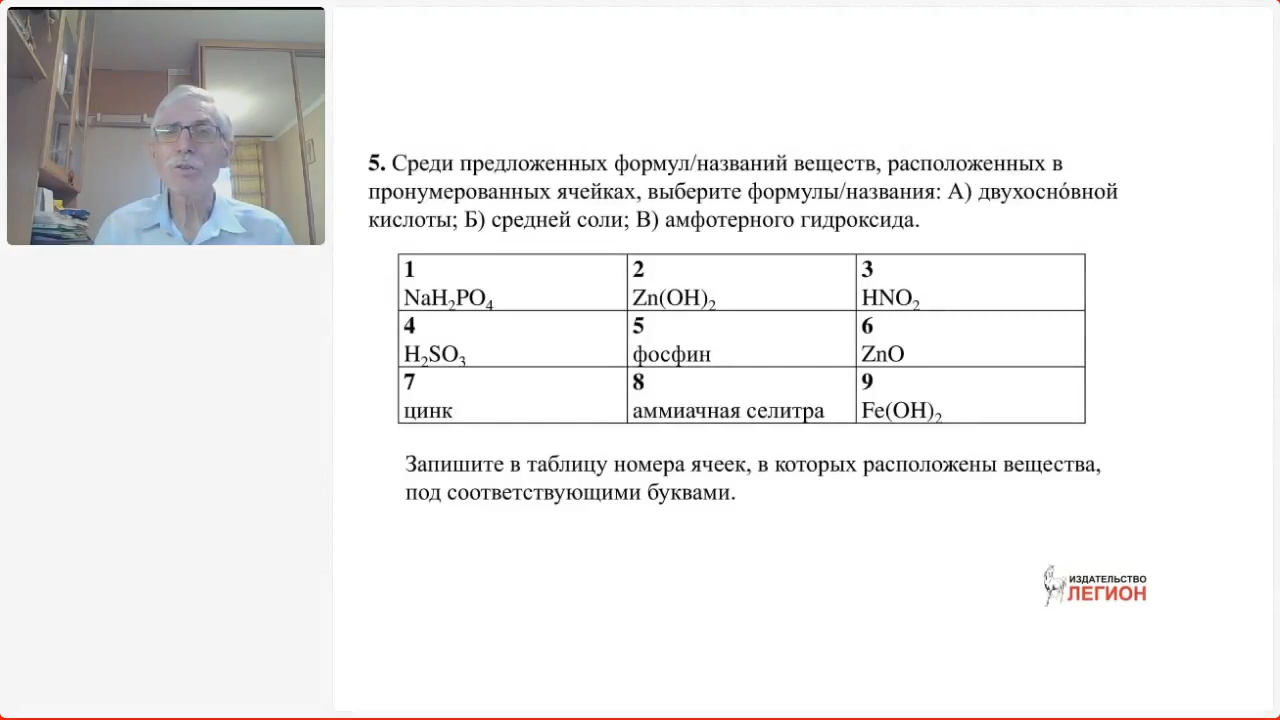 5. Среди предложенных формул/названий веществ, расположенных в
пронумерованных ячейках, выберите формулы/названия: А) двухоснóвной
кислоты; Б) средней соли; В) амфотерного гидроксида.
1
NaH₂PO₄
2
Zn(OH)₂
3
HNO₂
4
H₂SO₃
5
фосфин
6
ZnO
7
цинк
8
аммиачная селитра
9
Fe(OH)₂
Запишите в таблицу номера ячеек, в которых расположены вещества,
под соответствующими буквами.
ИЗДАТЕЛЬСТВО
ЛЕГИОН